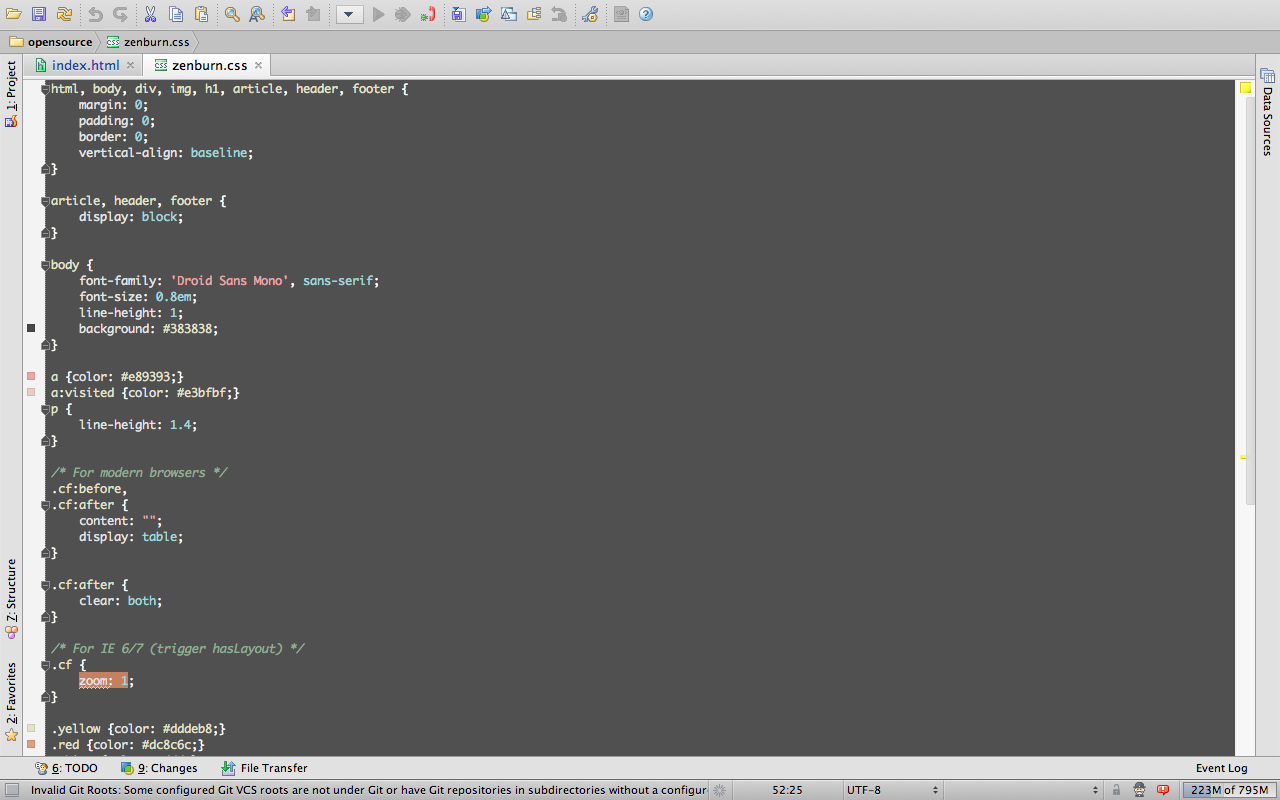 opensource zenburn.css
index.html zenburn.css
1: Project
Z: Structure
2: Favorites
html, body, div, img, h1, article, header, footer {
    margin: 0;
    padding: 0;
    border: 0;
    vertical-align: baseline;
}
article, header, footer {
    display: block;
}
body {
    font-family: 'Droid Sans Mono', sans-serif;
    font-size: 0.8em;
    line-height: 1;
    background: #383838;
}
a {color: #e89393;}
a:visited {color: #e3bfbf;}
p {
    line-height: 1.4;
}
/* For modern browsers */
.cf:before,
.cf:after {
    content: "";
    display: table;
}
.cf:after {
    clear: both;
}
/* For IE 6/7 (trigger hasLayout) */
.cf {
    zoom: 1;
}
.yellow {color: #dddeb8;}
.red {color: #dc8c6c;}
Data Sources
6: TODO 9: Changes File Transfer Event Log
Invalid Git Roots: Some configured Git VCS roots are not under Git or have Git repositories in subdirectories without a configur 52:25 UTF-8 223M of 795M